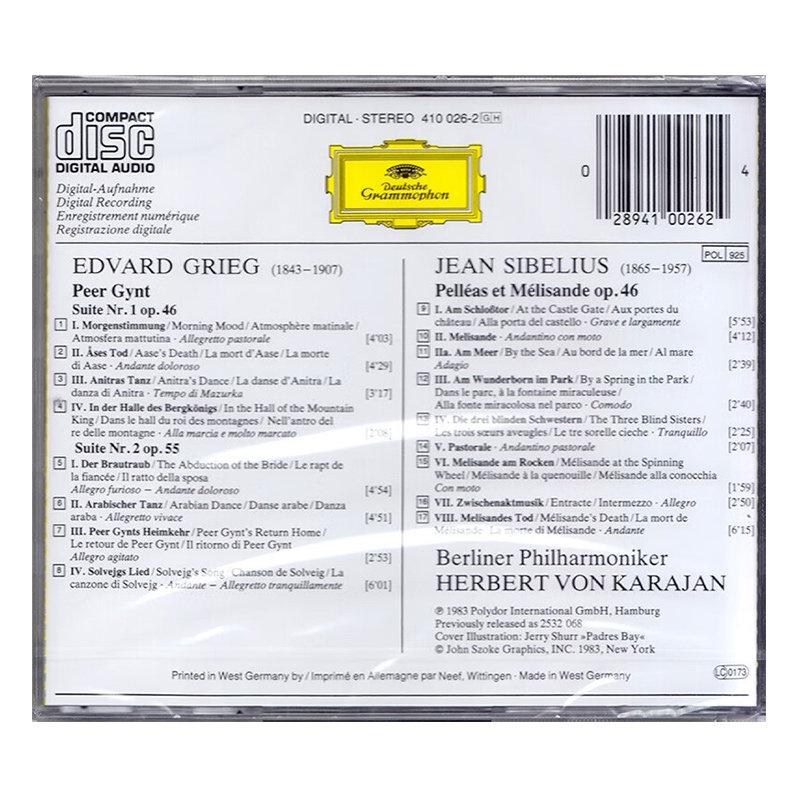 COMPACT
disc
DIGITAL AUDIO
DIGITAL · STEREO 410 026-2 GH
Deutsche
Grammophon
0
28941 00262
4
Digital-Aufnahme
Digital Recording
Enregistrement numérique
Registrazione digitale
POL 925
EDVARD GRIEG (1843–1907)
Peer Gynt
Suite Nr. 1 op. 46
1 I. Morgenstimmung/Morning Mood/Atmosphère matinale/
Atmosfera mattutina · Allegretto pastorale [4'03]
2 II. Åses Tod/Aase's Death/La mort d'Aase/La morte
di Aase · Andante doloroso [4'29]
3 III. Anitras Tanz/Anitra's Dance/La danse d'Anitra/La
danza di Anitra · Tempo di Mazurka [3'17]
4 IV. In der Halle des Bergkönigs/In the Hall of the Mountain
King/Dans le hall du roi des montagnes/Nell'antro del
re delle montagne · Alla marcia e molto marcato [2'08]
Suite Nr. 2 op. 55
5 I. Der Brautraub/The Abduction of the Bride/Le rapt de
la fiancée/Il ratto della sposa
Allegro furioso – Andante doloroso [4'54]
6 II. Arabischer Tanz/Arabian Dance/Danse arabe/Danza
araba · Allegretto vivace [4'51]
7 III. Peer Gynts Heimkehr/Peer Gynt's Return Home/
Le retour de Peer Gynt/Il ritorno di Peer Gynt
Allegro agitato [2'53]
8 IV. Solvejgs Lied/Solvejg's Song/Chanson de Solveig/La
canzone di Solvejg · Andante – Allegretto tranquillamente [6'01]
JEAN SIBELIUS (1865–1957)
Pelléas et Mélisande op. 46
9 I. Am Schloßtor/At the Castle Gate/Aux portes du
château/Alla porta del castello · Grave e largamente [5'53]
10 II. Melisande · Andantino con moto [4'12]
11 IIa. Am Meer/By the Sea/Au bord de la mer/Al mare
Adagio [2'39]
12 III. Am Wunderborn im Park/By a Spring in the Park/
Dans le parc, à la fontaine miraculeuse/
Alla fonte miracolosa nel parco · Comodo [2'40]
13 IV. Die drei blinden Schwestern/The Three Blind Sisters/
Les trois sœurs aveugles/Le tre sorelle cieche · Tranquillo [2'25]
14 V. Pastorale · Andantino pastorale [2'07]
15 VI. Melisande am Rocken/Mélisande at the Spinning
Wheel/Mélisande à la quenouille/Mélisande alla conocchia
Con moto [1'59]
16 VII. Zwischenaktmusik/Entracte/Intermezzo · Allegro [2'50]
17 VIII. Melisandes Tod/Mélisande's Death/La mort de
Mélisande · La morte di Mélisande · Andante [6'15]
Berliner Philharmoniker
HERBERT VON KARAJAN
℗ 1983 Polydor International GmbH, Hamburg
Previously released as 2532 068
Cover Illustration: Jerry Shurr »Padres Bay«
© John Szoke Graphics, INC. 1983, New York
Printed in West Germany by/Imprimé en Allemagne par Neef, Wittingen · Made in West Germany
LC 0173